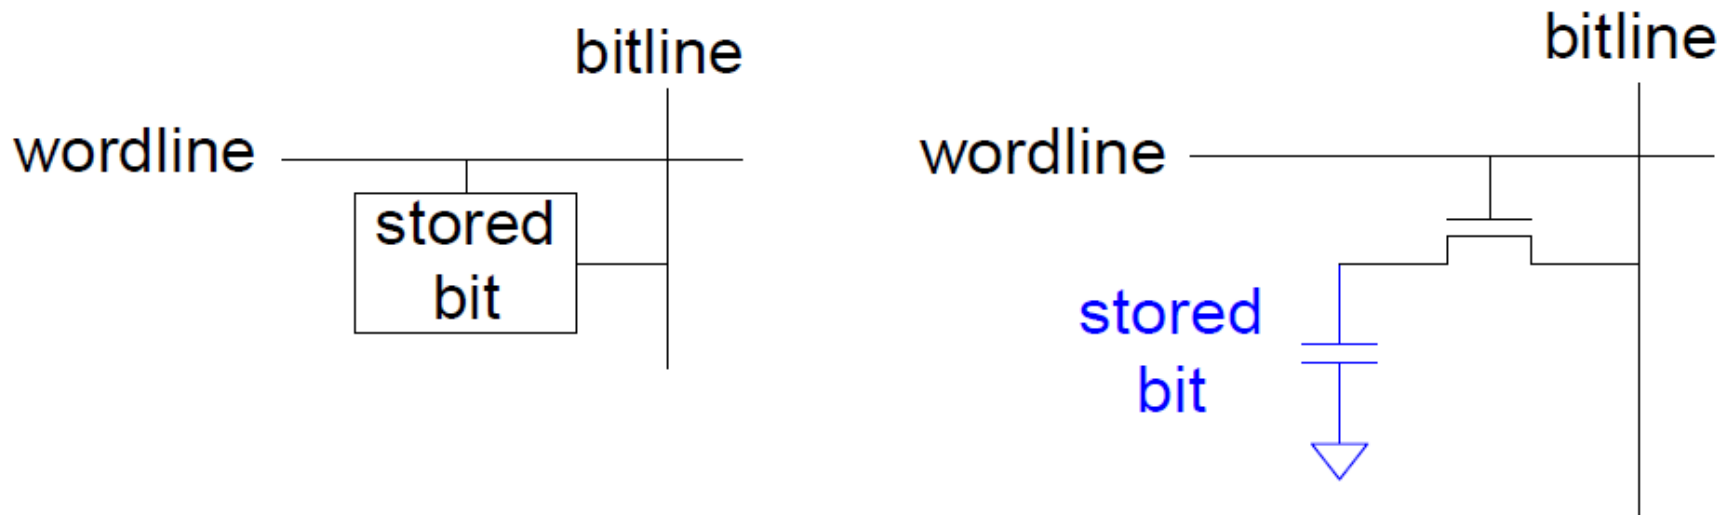 bitline
wordline
stored
bit
bitline
wordline
stored
bit